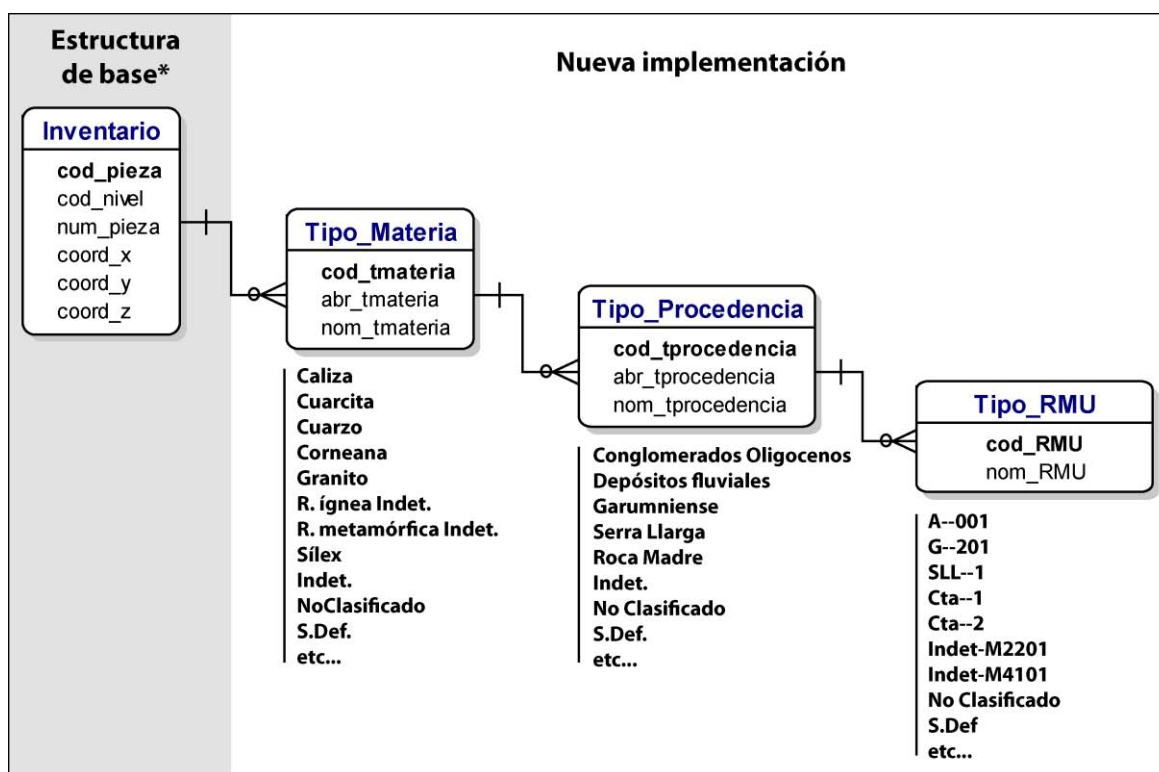 Estructura
de base*
Nueva implementación
Inventario
cod_pieza
cod_nivel
num_pieza
coord_x
coord_y
coord_z
Tipo_Materia
cod_tmateria
abr_tmateria
nom_tmateria
Caliza
Cuarcita
Cuarzo
Corneana
Granito
R. ígnea Indet.
R. metamórfica Indet.
Sílex
Indet.
NoClasificado
S.Def.
etc...
Tipo_Procedencia
cod_tprocedencia
abr_tprocedencia
nom_tprocedencia
Conglomerados Oligocenos
Depósitos fluviales
Garumniense
Serra Llarga
Roca Madre
Indet.
No Clasificado
S.Def.
etc...
Tipo_RMU
cod_RMU
nom_RMU
A--001
G--201
SLL--1
Cta--1
Cta--2
Indet-M2201
Indet-M4101
No Clasificado
S.Def
etc...